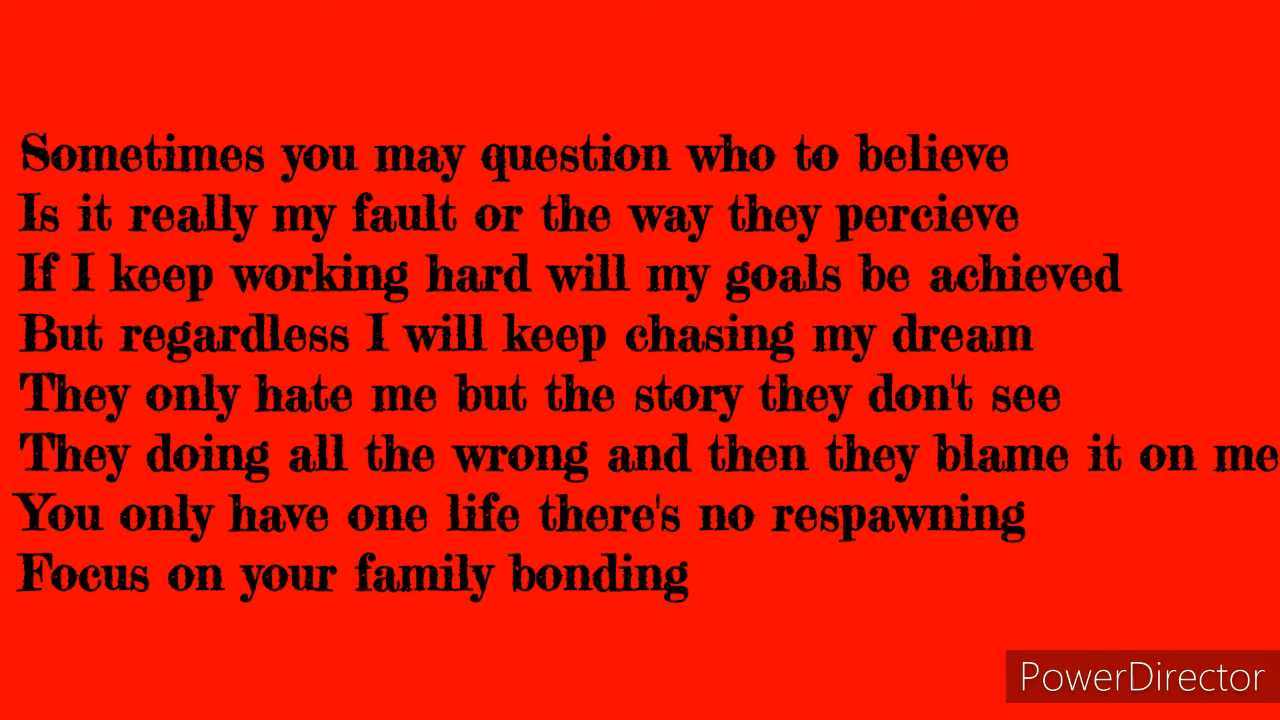 Sometimes you may question who to believe
Is it really my fault or the way they percieve
If I keep working hard will my goals be achieved
But regardless I will keep chasing my dream
They only hate me but the story they don't see
They doing all the wrong and then they blame it on me
You only have one life there's no respawning
Focus on your family bonding
PowerDirector